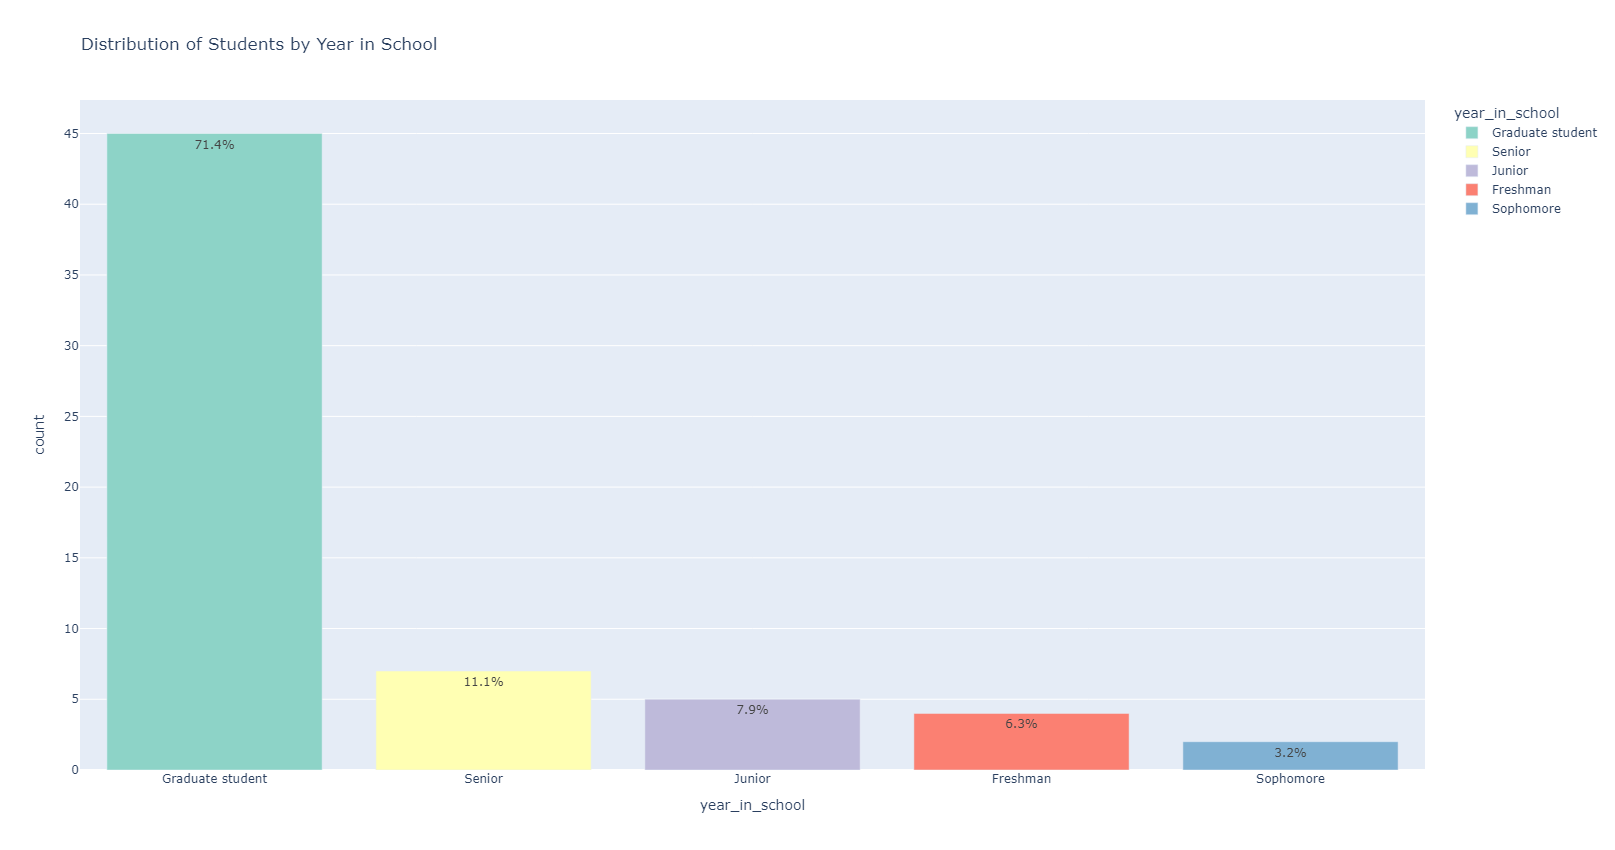 Distribution of Students by Year in School
year_in_school
Graduate student
Senior
Junior
Freshman
Sophomore
count
45
40
35
30
25
20
15
10
5
0
71.4%
11.1%
7.9%
6.3%
3.2%
Graduate student
Senior
Junior
Freshman
Sophomore
year_in_school